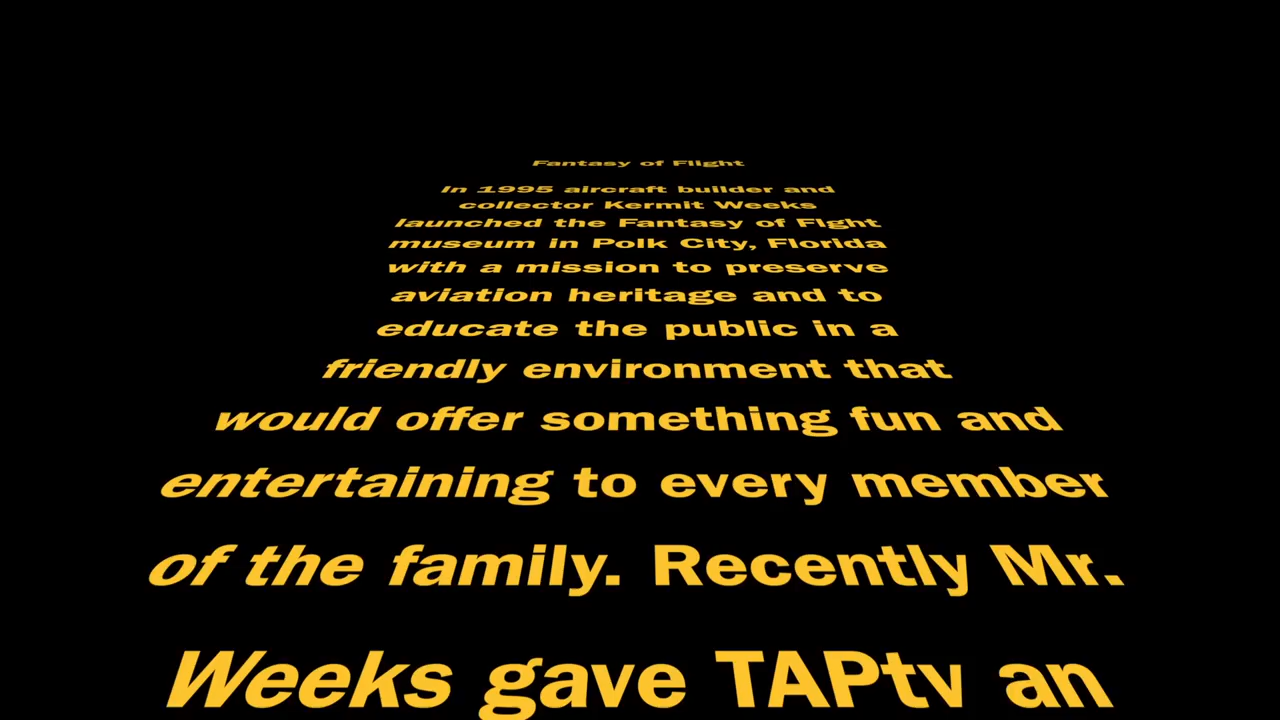 Fantasy of Flight
In 1995 aircraft builder and
collector Kermit Weeks
launched the Fantasy of Flght
museum in Polk City, Florida
with a mission to preserve
aviation heritage and to
educate the public in a
friendly environment that
would offer something fun and
entertaining to every member
of the family. Recently Mr.
Weeks gave TAPtv an